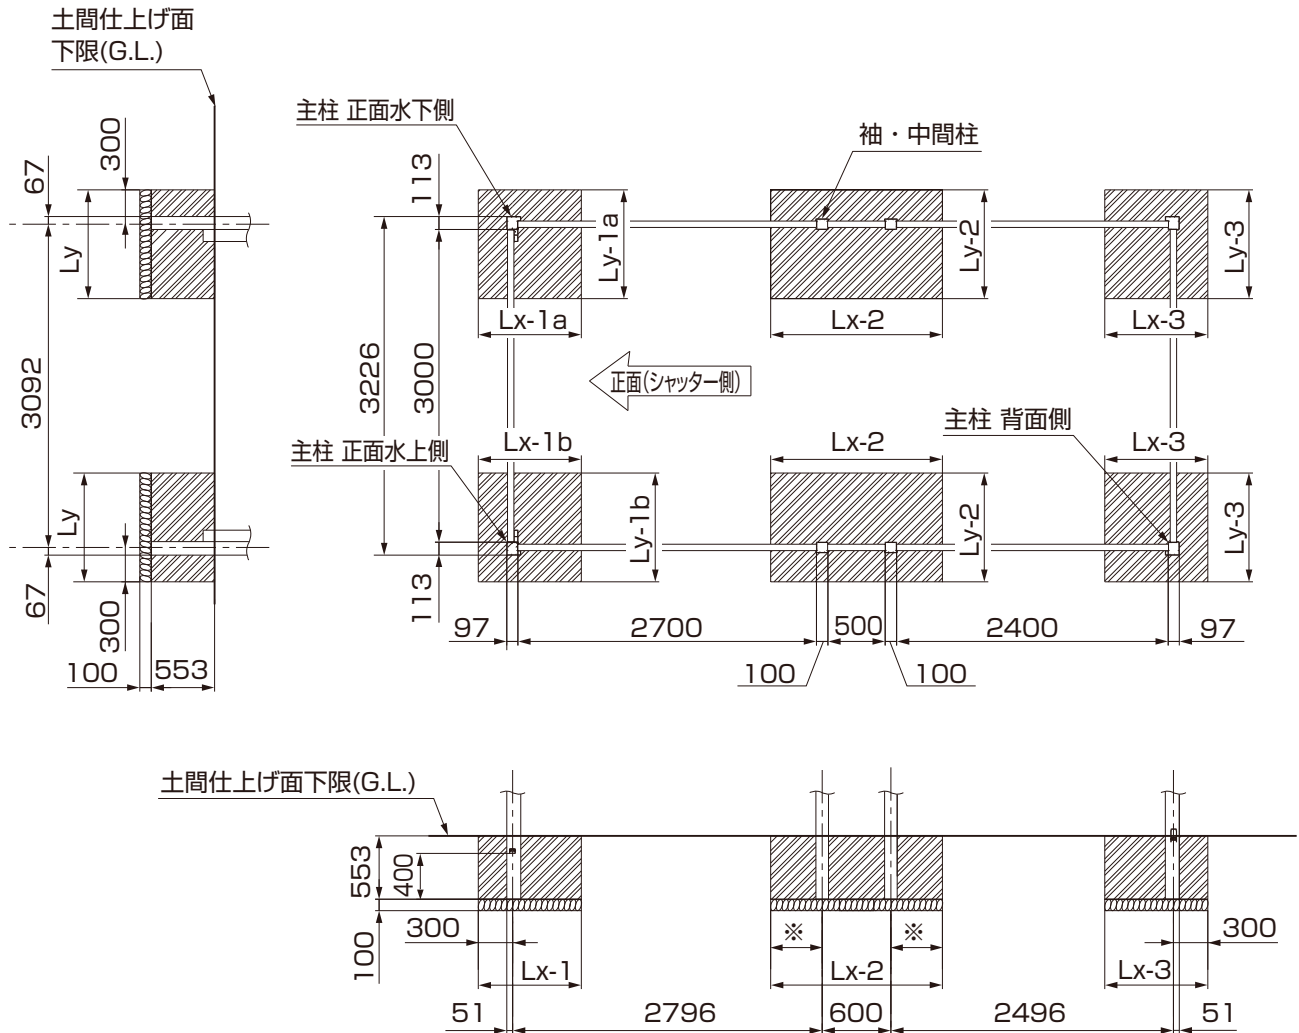 土間仕上げ面
下限(G.L.)
主柱 正面水下側
袖・中間柱
300
67
113
Ly
Ly-1a
Ly-2
Ly-3
Lx-1a
Lx-2
Lx-3
3092
3226
3000
正面(シャッター側)
主柱 背面側
Lx-1b
Lx-2
Lx-3
主柱 正面水上側
Ly
Ly-1b
Ly-2
Ly-3
67
300
113
97
2700
500
2400
97
100
553
100
100
土間仕上げ面下限(G.L.)
553
400
100
300
※
※
300
Lx-1
Lx-2
Lx-3
51
2796
600
2496
51